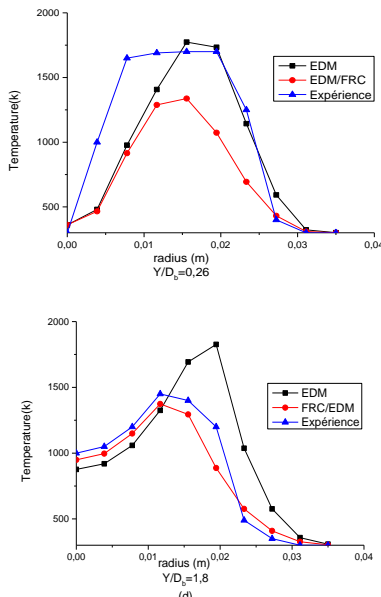 2000
1500
1000
500
Temperature(k)
EDM
EDM/FRC
Expérience
0,00 0,01 0,02 0,03 0,04
radius (m)
Y/Db=0,26
2000
1500
1000
500
Temperature(k)
EDM
FRC/EDM
Expérience
0,00 0,01 0,02 0,03 0,04
radius (m)
Y/Db=1,8
(d)